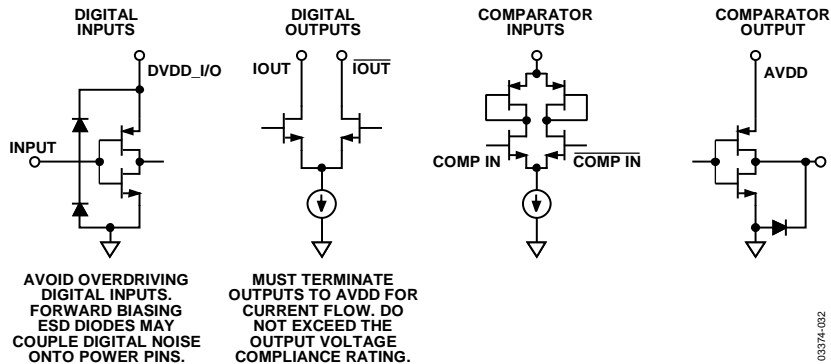 DIGITAL
INPUTS
DVDD_I/O
INPUT
AVOID OVERDRIVING
DIGITAL INPUTS.
FORWARD BIASING
ESD DIODES MAY
COUPLE DIGITAL NOISE
ONTO POWER PINS.
DIGITAL
OUTPUTS
IOUT
IOUT
MUST TERMINATE
OUTPUTS TO AVDD FOR
CURRENT FLOW. DO
NOT EXCEED THE
OUTPUT VOLTAGE
COMPLIANCE RATING.
COMPARATOR
INPUTS
COMP IN
COMP IN
COMPARATOR
OUTPUT
AVDD
03374-032